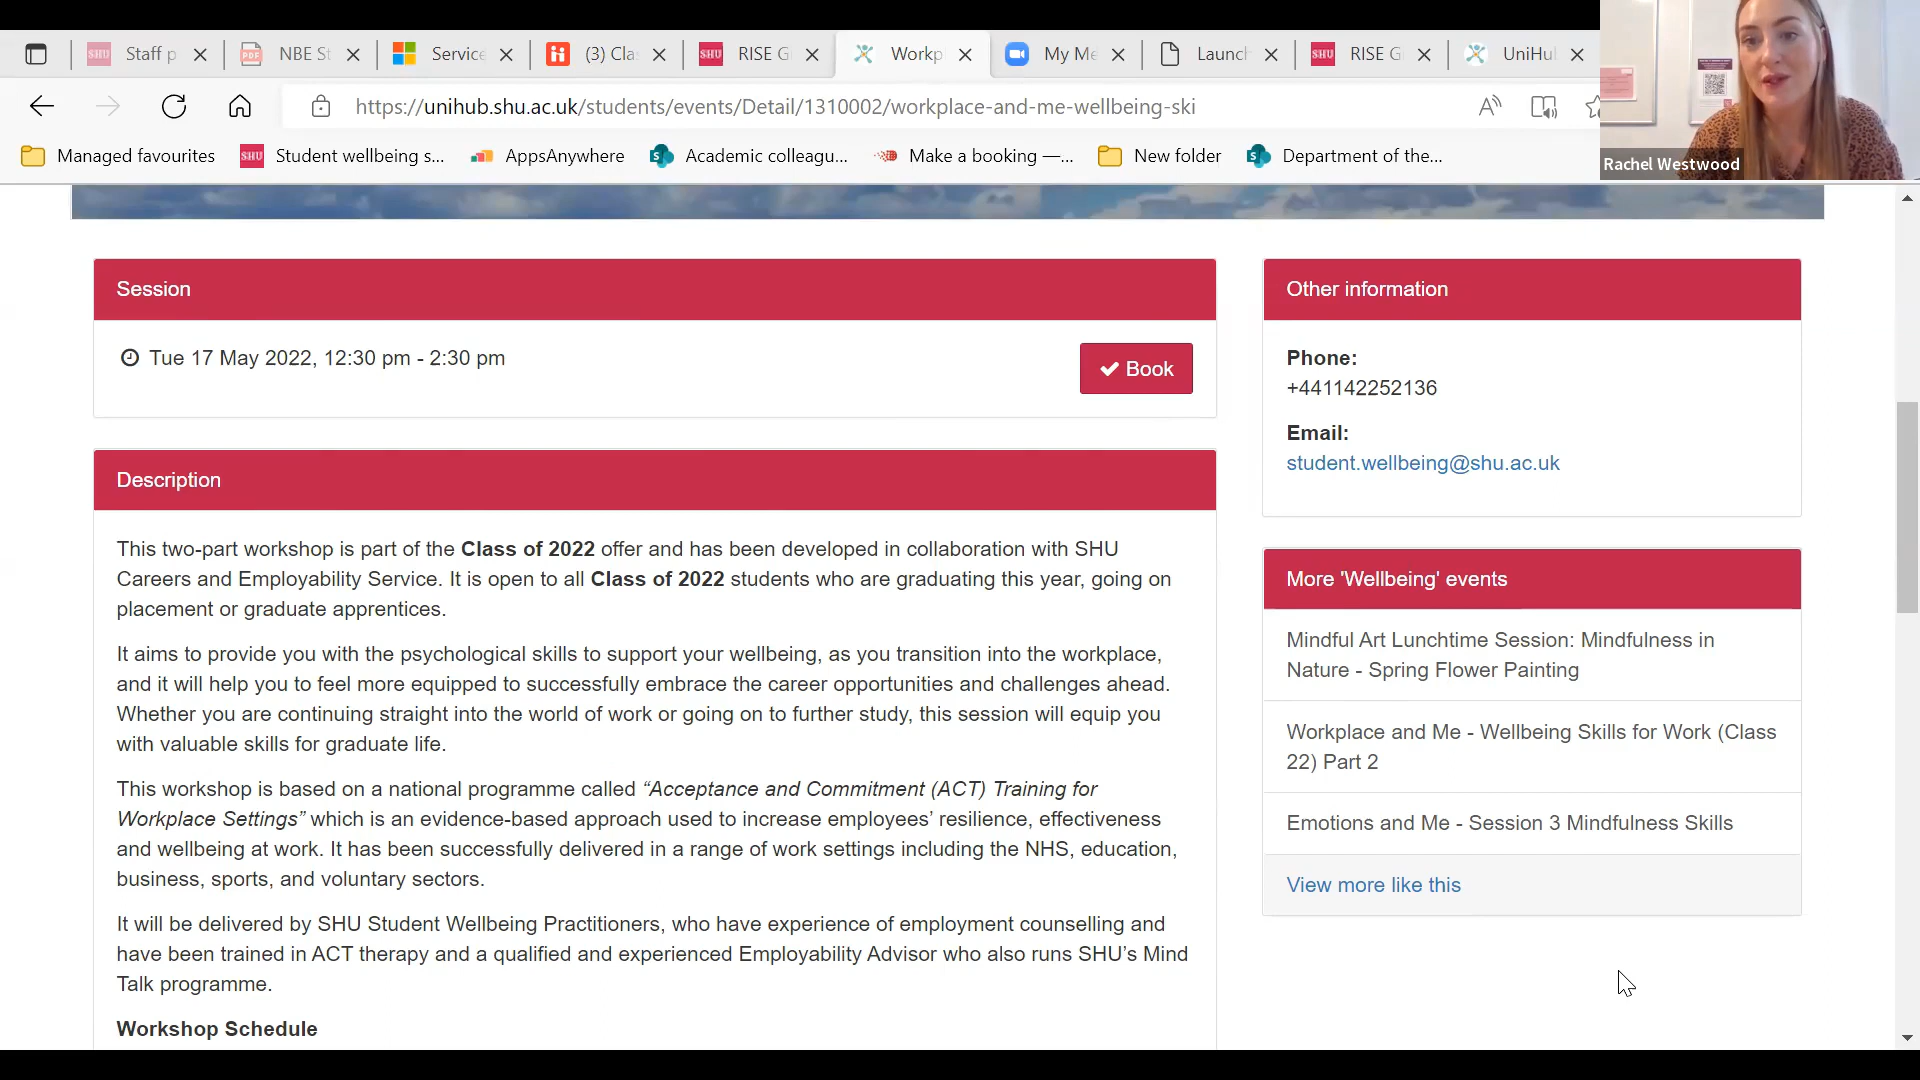 Staff p
NBE St
Service
(3) Cla
RISE G
Workp
My Me
Launch
RISE G
UniHu
https://unihub.shu.ac.uk/students/events/Detail/1310002/workplace-and-me-wellbeing-ski
Managed favourites
SHU
Student wellbeing s...
AppsAnywhere
Academic colleagu...
Make a booking —...
New folder
Department of the...
Rachel Westwood
Session
Tue 17 May 2022, 12:30 pm - 2:30 pm
Book
Description
This two-part workshop is part of the Class of 2022 offer and has been developed in collaboration with SHU
Careers and Employability Service. It is open to all Class of 2022 students who are graduating this year, going on
placement or graduate apprentices.
It aims to provide you with the psychological skills to support your wellbeing, as you transition into the workplace,
and it will help you to feel more equipped to successfully embrace the career opportunities and challenges ahead.
Whether you are continuing straight into the world of work or going on to further study, this session will equip you
with valuable skills for graduate life.
This workshop is based on a national programme called “Acceptance and Commitment (ACT) Training for
Workplace Settings” which is an evidence-based approach used to increase employees’ resilience, effectiveness
and wellbeing at work. It has been successfully delivered in a range of work settings including the NHS, education,
business, sports, and voluntary sectors.
It will be delivered by SHU Student Wellbeing Practitioners, who have experience of employment counselling and
have been trained in ACT therapy and a qualified and experienced Employability Advisor who also runs SHU’s Mind
Talk programme.
Workshop Schedule
Other information
Phone:
+441142252136
Email:
student.wellbeing@shu.ac.uk
More 'Wellbeing' events
Mindful Art Lunchtime Session: Mindfulness in
Nature - Spring Flower Painting
Workplace and Me - Wellbeing Skills for Work (Class
22) Part 2
Emotions and Me - Session 3 Mindfulness Skills
View more like this